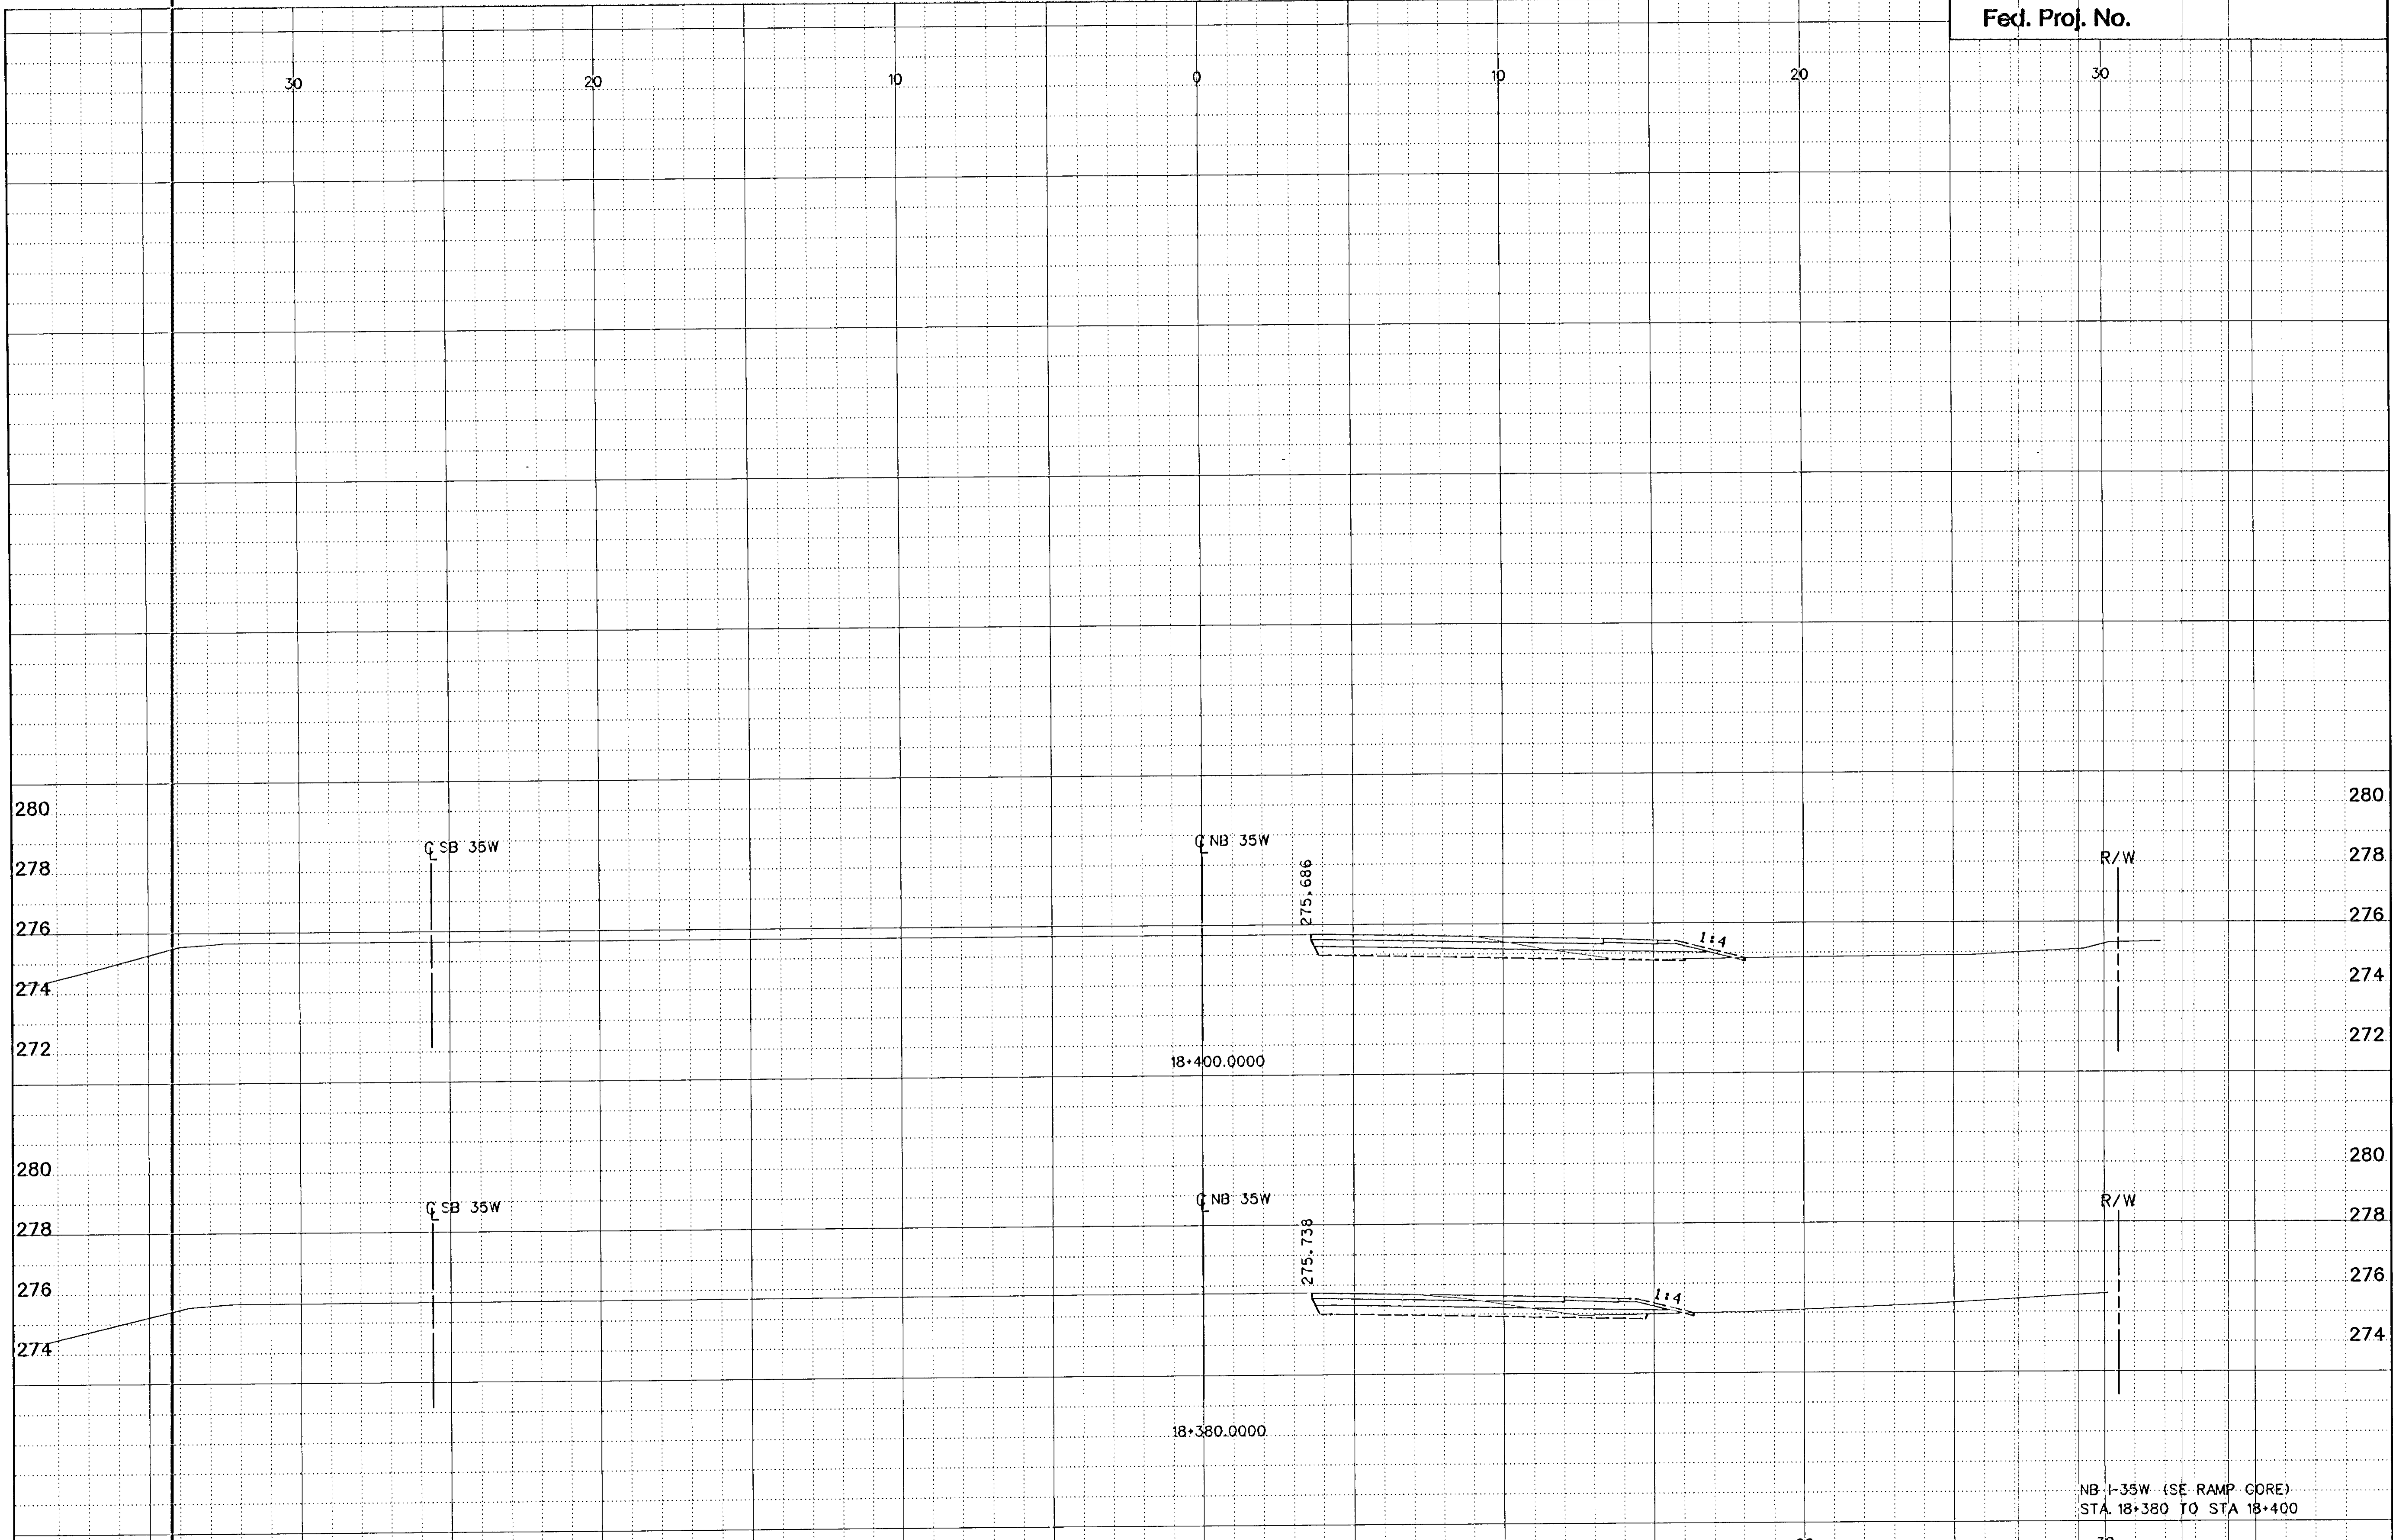 Fed. Proj. No.
30 20 10 0 10 20 30
280 280
℄ SB 35W ℄ NB 35W R/W
278 278
275.686
276 276
1:4
274 274
272 272
18+400.0000
280 280
℄ SB 35W ℄ NB 35W R/W
278 278
275.738
276 276
1:4
274 274
18+380.0000
NB I-35W (SE RAMP GORE)
STA. 18+380 TO STA 18+400